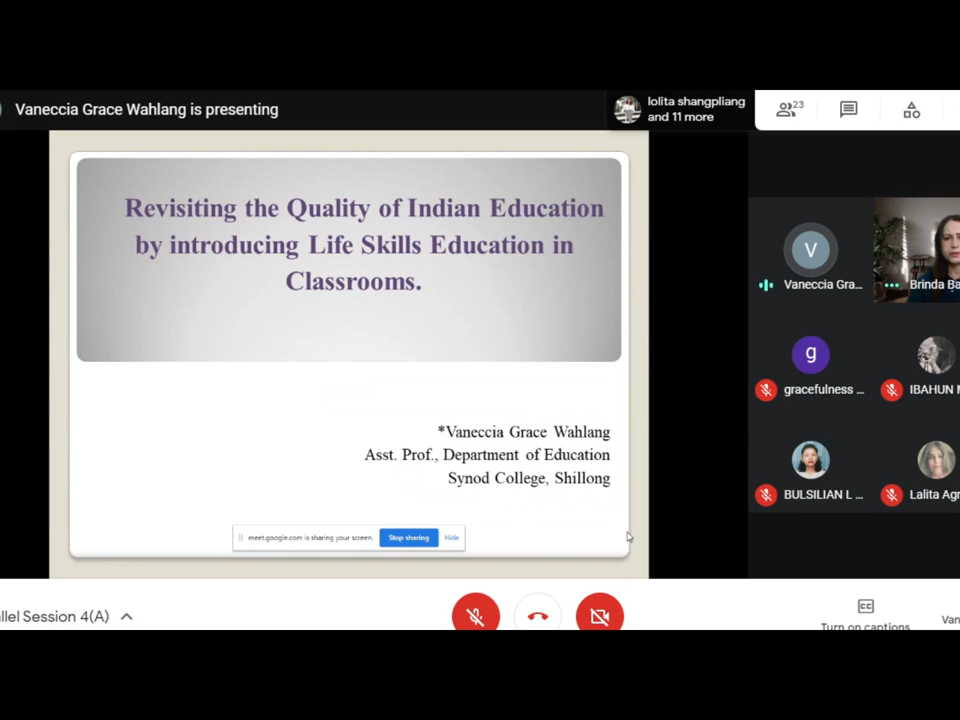 Vaneccia Grace Wahlang is presenting
lolita shangpliang
and 11 more
23
Revisiting the Quality of Indian Education
by introducing Life Skills Education in
Classrooms.
*Vaneccia Grace Wahlang
Asst. Prof., Department of Education
Synod College, Shillong
meet.google.com is sharing your screen.
Stop sharing
Hide
V
Vaneccia Gra...
Brinda Ba
g
gracefulness ...
IBAHUN M
BULSILIAN L ...
Lalita Agr
llel Session 4(A)
Turn on captions
Van